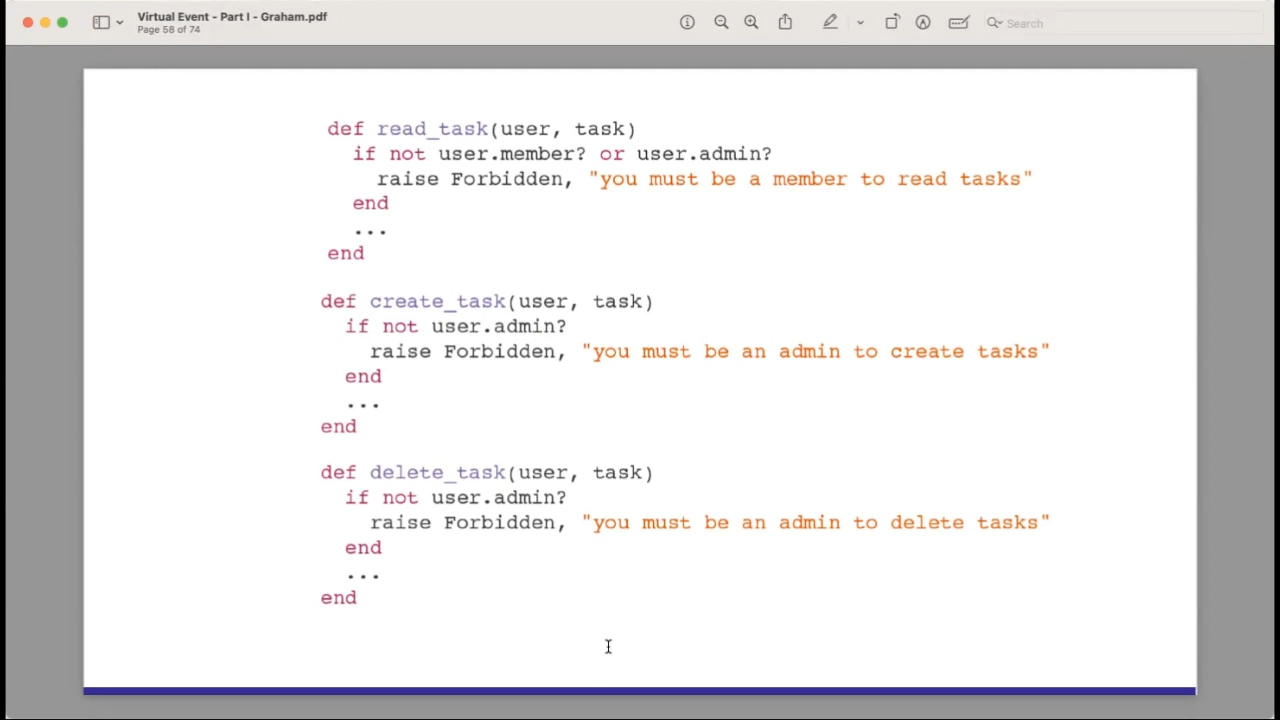 Virtual Event - Part I - Graham.pdf
Page 58 of 74
Search
def read_task(user, task)
if not user.member? or user.admin?
raise Forbidden, "you must be a member to read tasks"
end
...
end
def create_task(user, task)
if not user.admin?
raise Forbidden, "you must be an admin to create tasks"
end
...
end
def delete_task(user, task)
if not user.admin?
raise Forbidden, "you must be an admin to delete tasks"
end
...
end